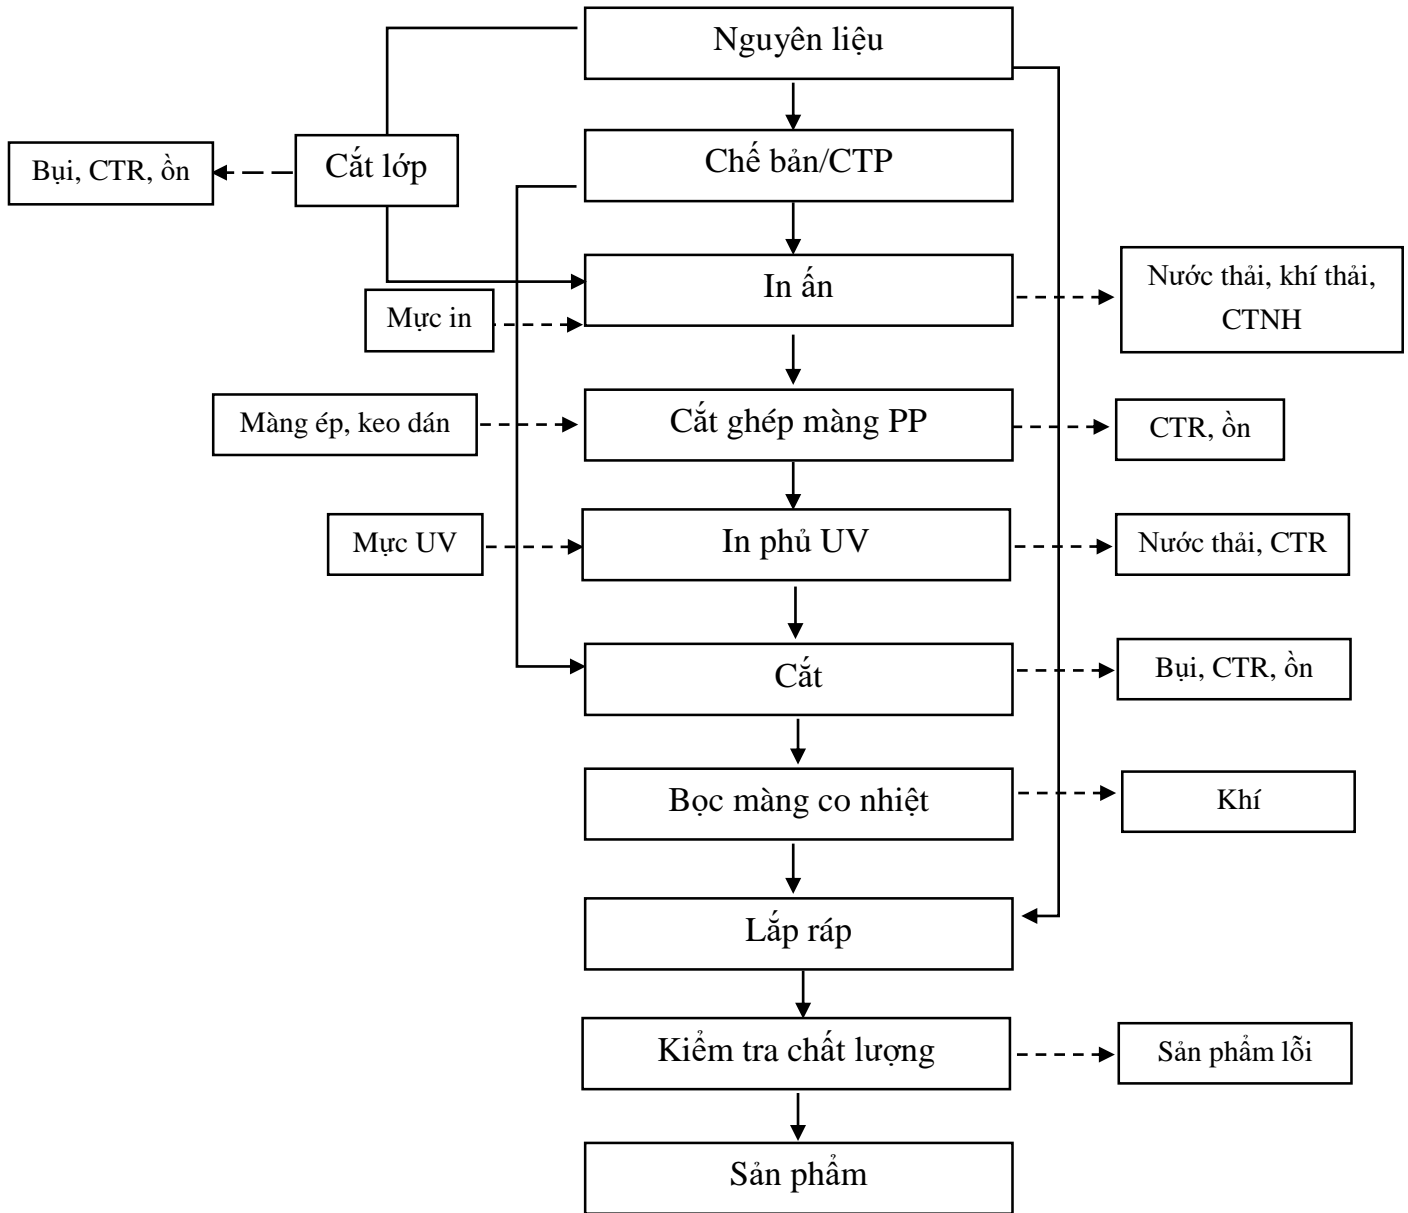 Nguyên liệu
Bụi, CTR, ồn
Cắt lớp
Chế bản/CTP
In ấn
Nước thải, khí thải,
CTNH
Mực in
Màng ép, keo dán
Cắt ghép màng PP
CTR, ồn
Mực UV
In phủ UV
Nước thải, CTR
Cắt
Bụi, CTR, ồn
Bọc màng co nhiệt
Khí
Lắp ráp
Kiểm tra chất lượng
Sản phẩm lỗi
Sản phẩm